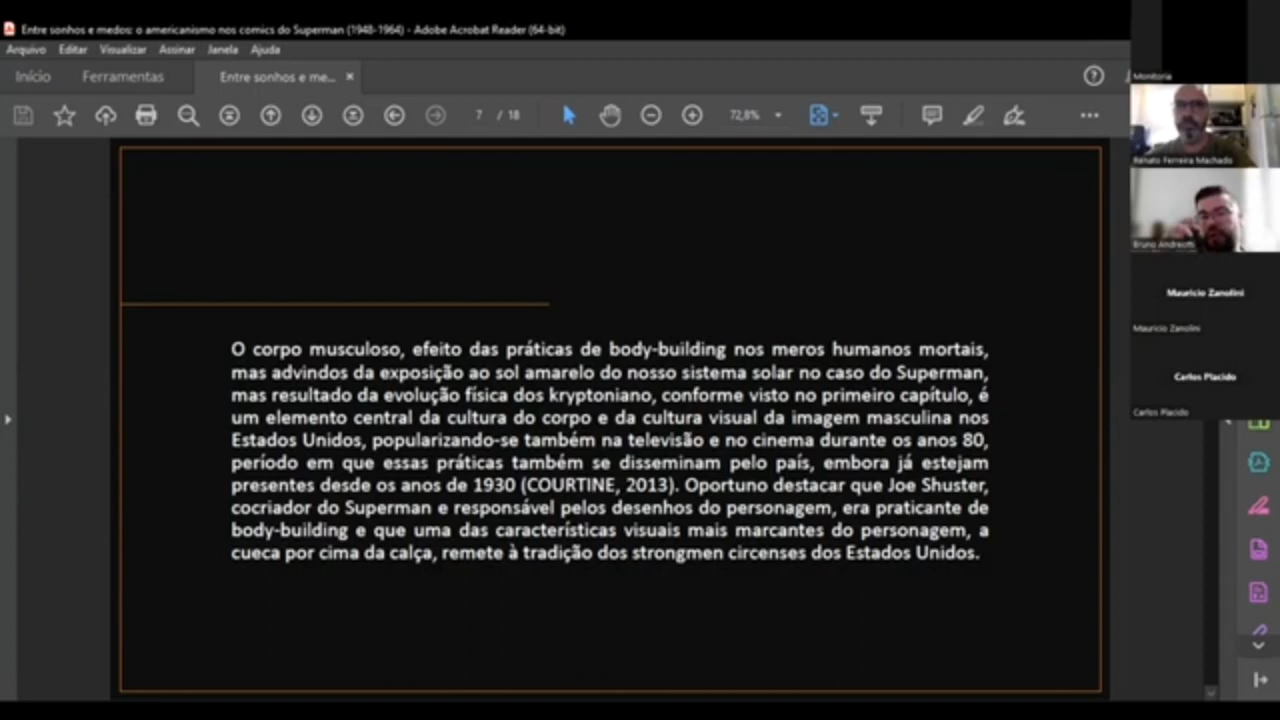 Entre sonhos e medos: o americanismo nos comics do Superman (1948-1964) - Adobe Acrobat Reader (64-bit)
Arquivo Editar Visualizar Assinar Janela Ajuda
Início Ferramentas Entre sonhos e me... ×
7 / 18 72,8%
O corpo musculoso, efeito das práticas de body-building nos meros humanos mortais,
mas advindos da exposição ao sol amarelo do nosso sistema solar no caso do Superman,
mas resultado da evolução física dos kryptoniano, conforme visto no primeiro capítulo, é
um elemento central da cultura do corpo e da cultura visual da imagem masculina nos
Estados Unidos, popularizando-se também na televisão e no cinema durante os anos 80,
período em que essas práticas também se disseminam pelo país, embora já estejam
presentes desde os anos de 1930 (COURTINE, 2013). Oportuno destacar que Joe Shuster,
cocriador do Superman e responsável pelos desenhos do personagem, era praticante de
body-building e que uma das características visuais mais marcantes do personagem, a
cueca por cima da calça, remete à tradição dos strongmen circenses dos Estados Unidos.
Monitoria
Renato Ferreira Machado
Bruno Andreotti
Mauricio Zanolini
Mauricio Zanolini
Carlos Placido
Carlos Placido